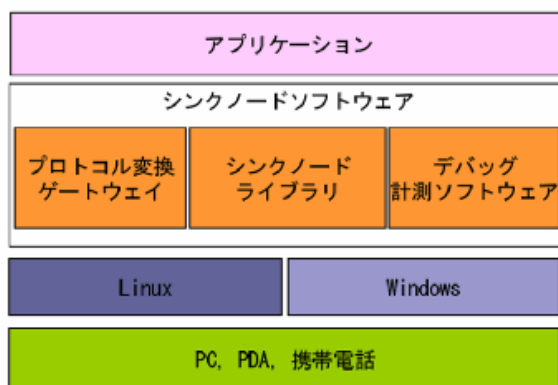 アプリケーション
シンクノードソフトウェア
プロトコル変換
ゲートウェイ
シンクノード
ライブラリ
デバッグ
計測ソフトウェア
Linux
Windows
PC, PDA, 携帯電話